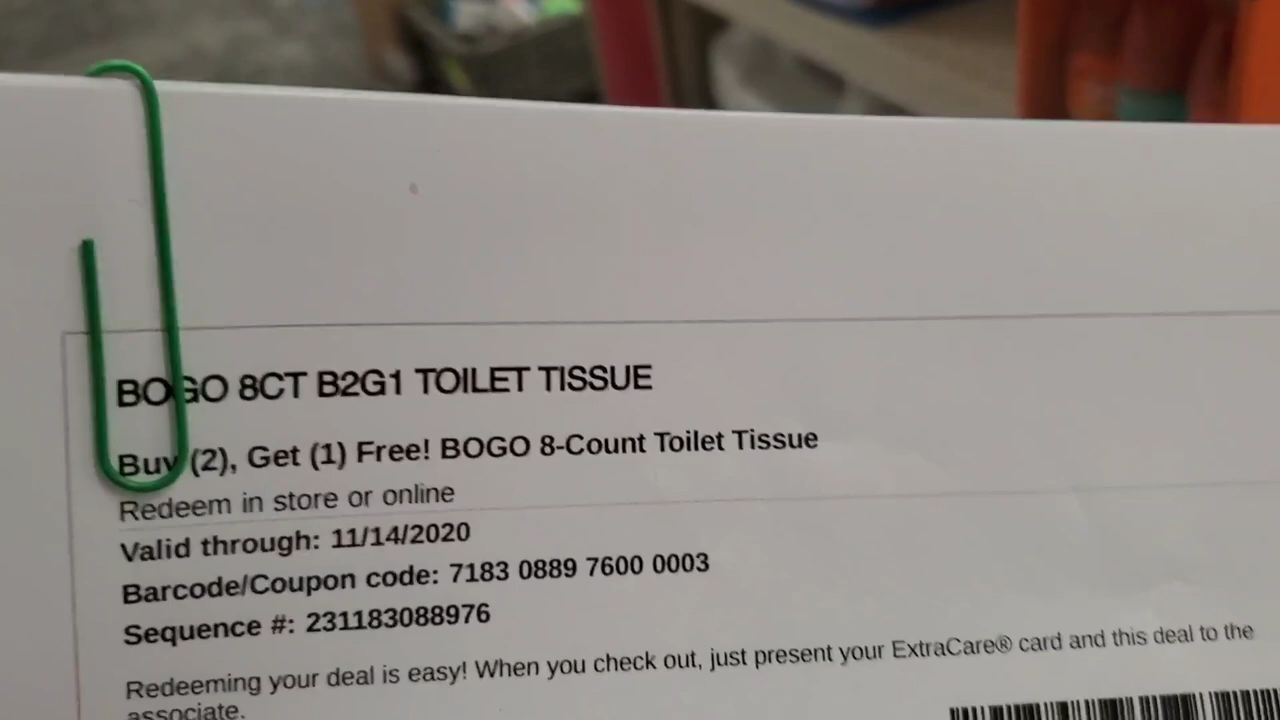 BOGO 8CT B2G1 TOILET TISSUE
Buy (2), Get (1) Free! BOGO 8-Count Toilet Tissue
Redeem in store or online
Valid through: 11/14/2020
Barcode/Coupon code: 7183 0889 7600 0003
Sequence #: 231183088976
Redeeming your deal is easy! When you check out, just present your ExtraCare® card and this deal to the
associate.